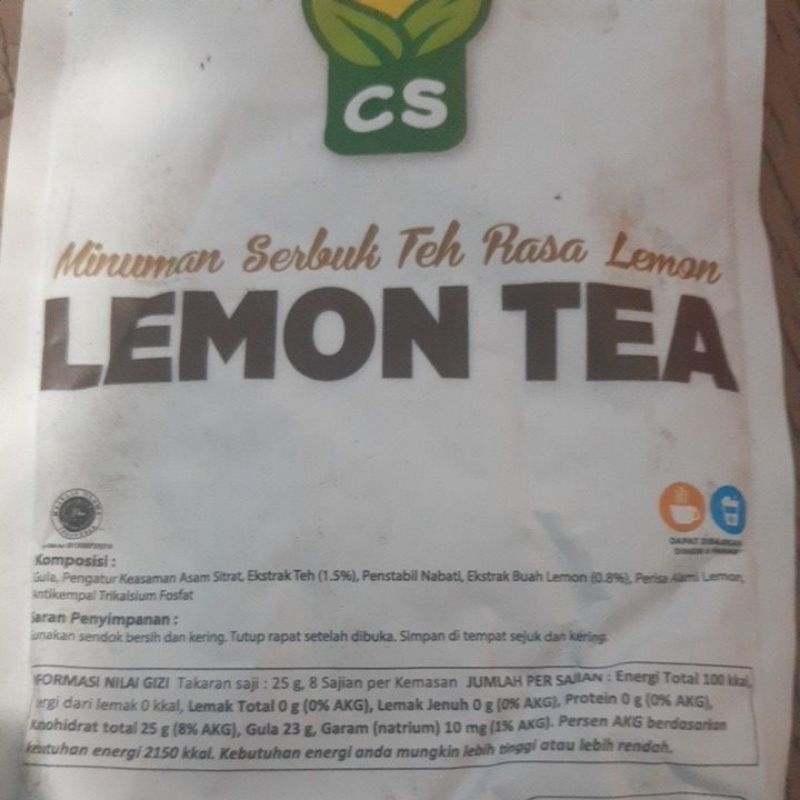 CS
Minuman Serbuk Teh Rasa Lemon
LEMON TEA
DAPAT DISAJIKAN
DINGIN / PANAS
Komposisi :
Gula, Pengatur Keasaman Asam Sitrat, Ekstrak Teh (1.5%), Penstabil Nabati, Ekstrak Buah Lemon (0.8%), Perisa Alami Lemon,
Antikempal Trikalsium Fosfat
Saran Penyimpanan :
Gunakan sendok bersih dan kering. Tutup rapat setelah dibuka. Simpan di tempat sejuk dan kering.
INFORMASI NILAI GIZI Takaran saji : 25 g, 8 Sajian per Kemasan JUMLAH PER SAJIAN : Energi Total 100 kkal,
Energi dari lemak 0 kkal, Lemak Total 0 g (0% AKG), Lemak Jenuh 0 g (0% AKG), Protein 0 g (0% AKG),
Karbohidrat total 25 g (8% AKG), Gula 23 g, Garam (natrium) 10 mg (1% AKG). Persen AKG berdasarkan
kebutuhan energi 2150 kkal. Kebutuhan energi anda mungkin lebih tinggi atau lebih rendah.